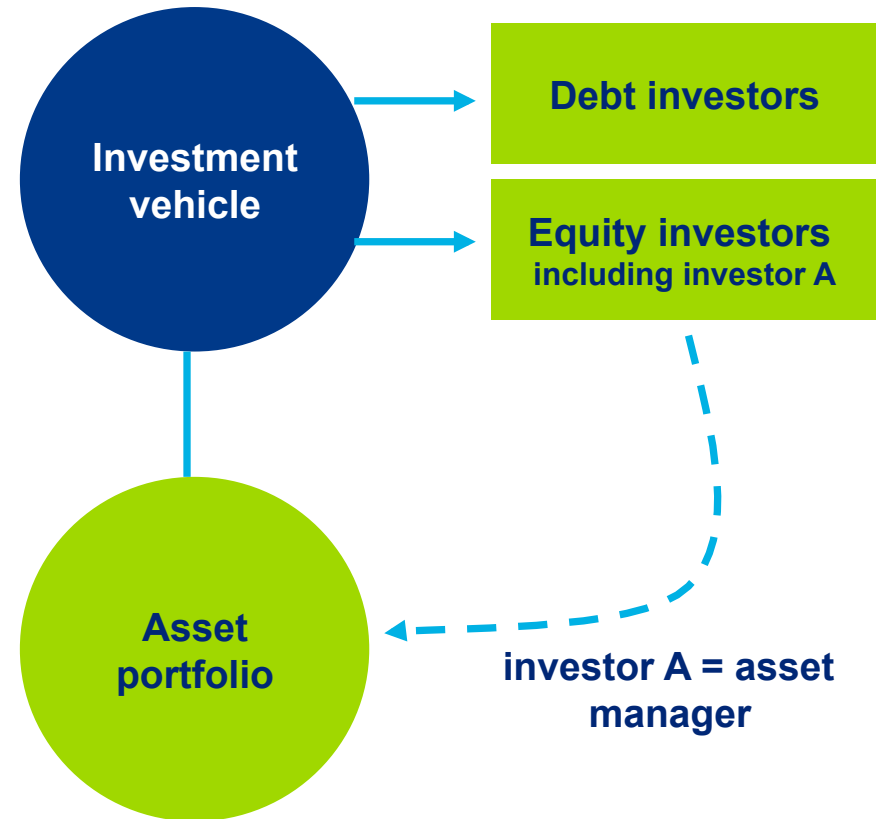 Investment
vehicle
Debt investors
Equity investors
including investor A
Asset
portfolio
investor A = asset
manager